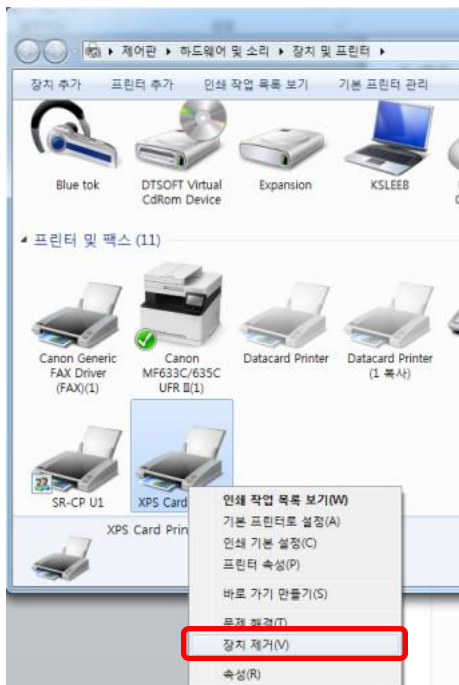 ▸ 제어판 ▸ 하드웨어 및 소리 ▸ 장치 및 프린터 ▸
장치 추가 프린터 추가 인쇄 작업 목록 보기 기본 프린터 관리
Blue tok
DTSOFT Virtual
CdRom Device
Expansion
KSLEE8
프린터 및 팩스 (11)
Canon Generic
FAX Driver
(FAX)(1)
Canon
MF633C/635C
UFR II(1)
Datacard Printer
Datacard Printer
(1 복사)
SR-CP U1
XPS Card
XPS Card Prin
인쇄 작업 목록 보기(W)
기본 프린터로 설정(A)
인쇄 기본 설정(C)
프린터 속성(P)
바로 가기 만들기(S)
문제 해결(T)
장치 제거(V)
속성(R)